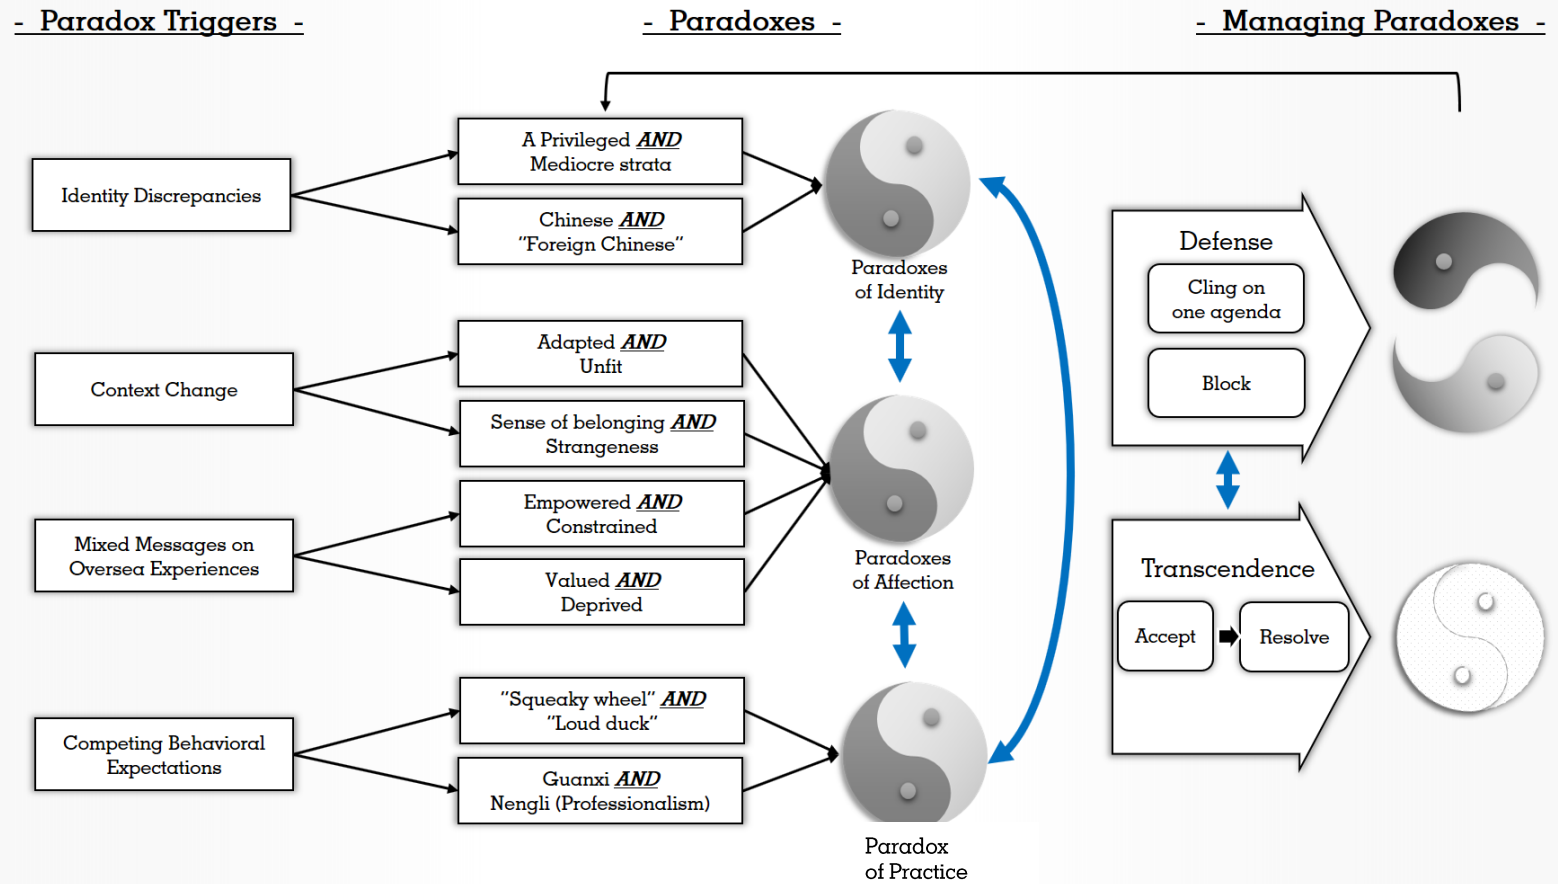 - Paradox Triggers -
- Paradoxes -
- Managing Paradoxes -
Identity Discrepancies
A Privileged AND
Mediocre strata
Chinese AND
"Foreign Chinese"
Paradoxes
of Identity
Context Change
Adapted AND
Unfit
Sense of belonging AND
Strangeness
Mixed Messages on
Oversea Experiences
Empowered AND
Constrained
Valued AND
Deprived
Paradoxes
of Affection
Competing Behavioral
Expectations
"Squeaky wheel" AND
"Loud duck"
Guanxi AND
Nengli (Professionalism)
Paradox
of Practice
Defense
Cling on
one agenda
Block
Transcendence
Accept
Resolve